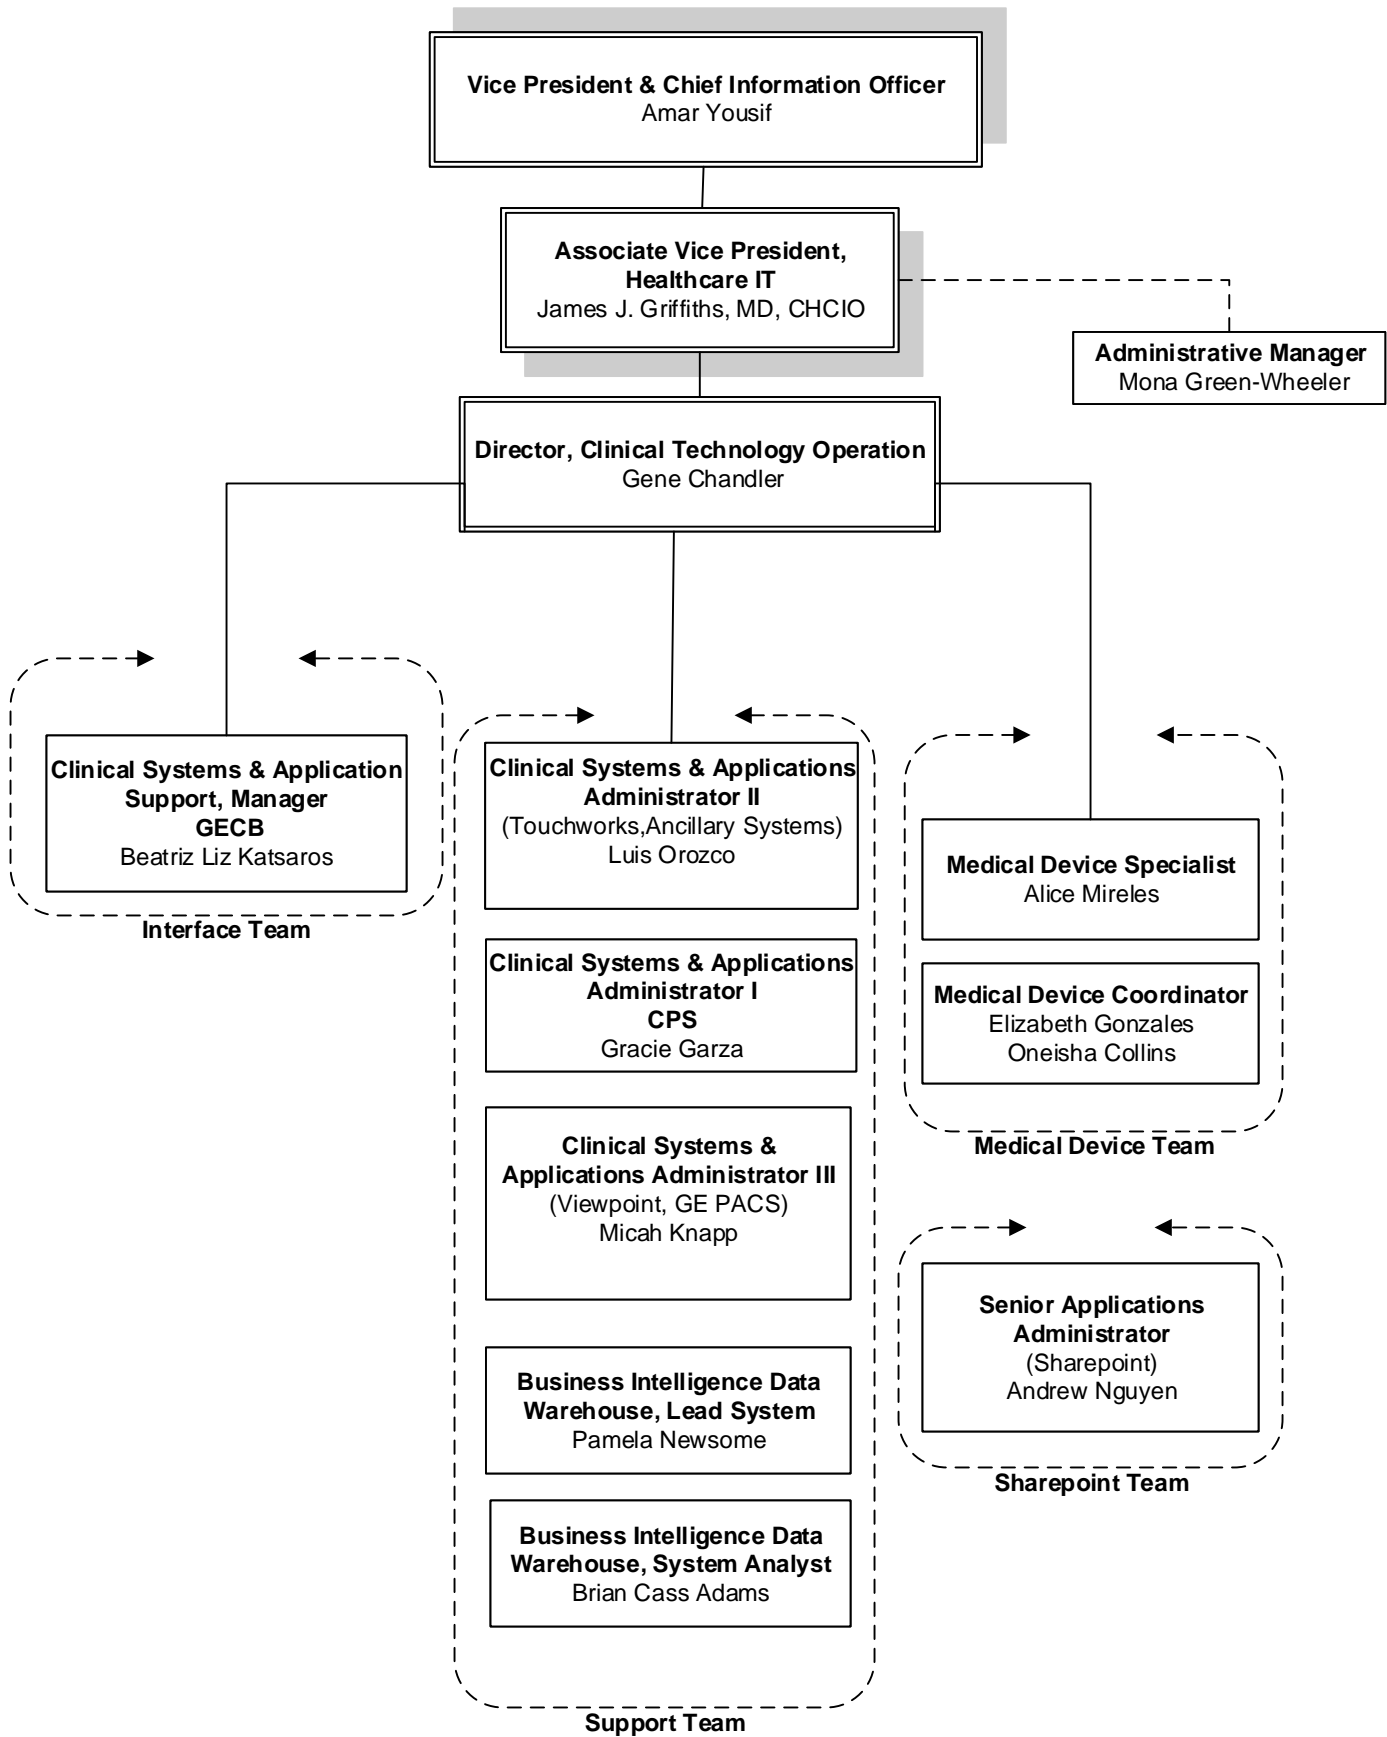 Vice President & Chief Information Officer
Amar Yousif
Associate Vice President,
Healthcare IT
James J. Griffiths, MD, CHCIO
Administrative Manager
Mona Green-Wheeler
Director, Clinical Technology Operation
Gene Chandler
Clinical Systems & Application
Support, Manager
GECB
Beatriz Liz Katsaros
Interface Team
Clinical Systems & Applications
Administrator II
(Touchworks,Ancillary Systems)
Luis Orozco
Clinical Systems & Applications
Administrator I
CPS
Gracie Garza
Clinical Systems &
Applications Administrator III
(Viewpoint, GE PACS)
Micah Knapp
Business Intelligence Data
Warehouse, Lead System
Pamela Newsome
Business Intelligence Data
Warehouse, System Analyst
Brian Cass Adams
Support Team
Medical Device Specialist
Alice Mireles
Medical Device Coordinator
Elizabeth Gonzales
Oneisha Collins
Medical Device Team
Senior Applications
Administrator
(Sharepoint)
Andrew Nguyen
Sharepoint Team